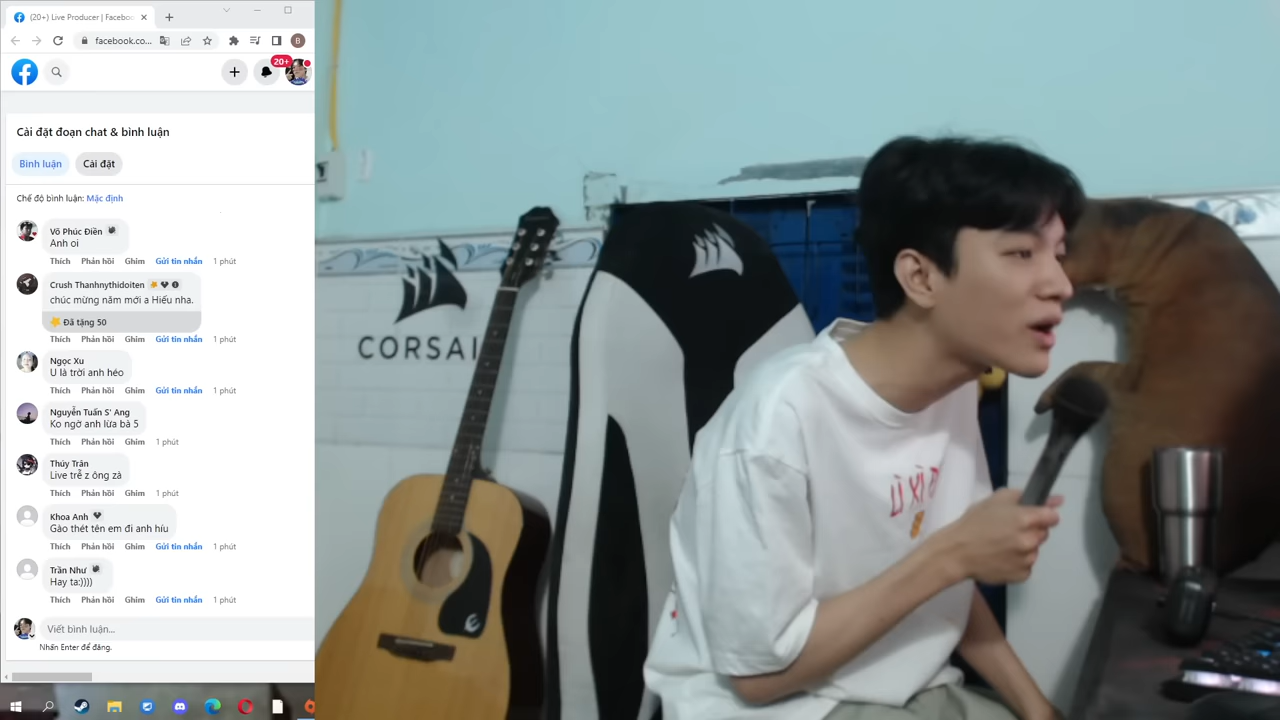 (20+) Live Producer | Faceboo
facebook.co...
20+
B
Cài đặt đoạn chat & bình luận
Bình luận
Cài đặt
Chế độ bình luận: Mặc định
Võ Phúc Điền
Anh oi
Thích Phản hồi Ghim Gửi tin nhắn 1 phút
Crush Thanhnythidoiten
chúc mừng năm mới a Hiếu nha.
Đã tặng 50
Thích Phản hồi Ghim Gửi tin nhắn 1 phút
Ngọc Xu
U là trời anh héo
Thích Phản hồi Ghim Gửi tin nhắn 1 phút
Nguyễn Tuấn S' Ang
Ko ngờ anh lừa bả 5
Thích Phản hồi Ghim 1 phút
Thúy Trân
Live trễ z ông zà
Thích Phản hồi Ghim 1 phút
Khoa Anh
Gào thét tên em đi anh híu
Thích Phản hồi Ghim Gửi tin nhắn 1 phút
Trần Như
Hay ta:))))
Thích Phản hồi Ghim Gửi tin nhắn 1 phút
Viết bình luận...
Nhấn Enter để đăng.
CORSAI
LÌ XÌ